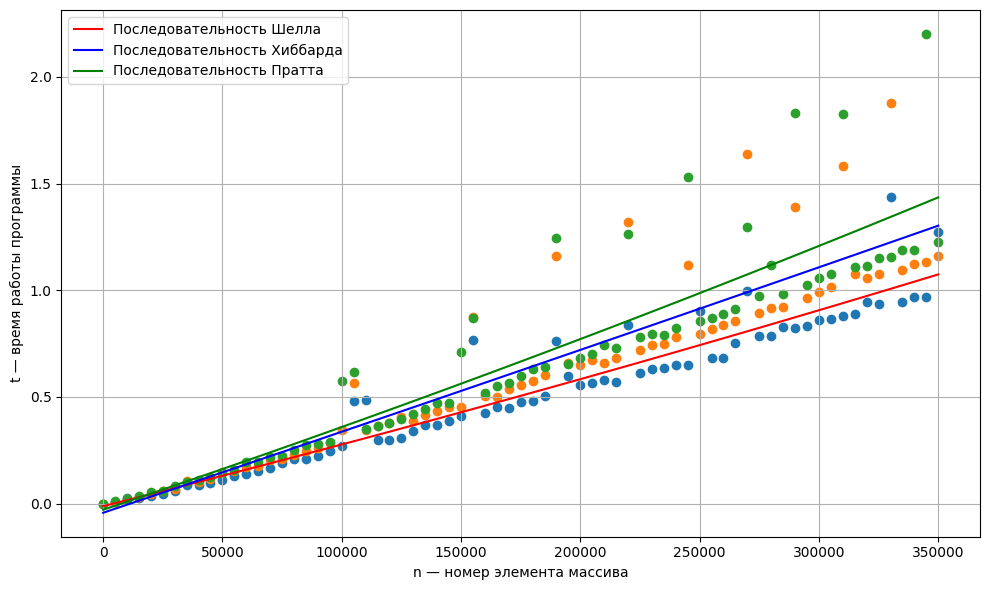 Последовательность Шелла
Последовательность Хиббарда
Последовательность Пратта
t — время работы программы
2.0
1.5
1.0
0.5
0.0
0
50000
100000
150000
200000
250000
300000
350000
n — номер элемента массива